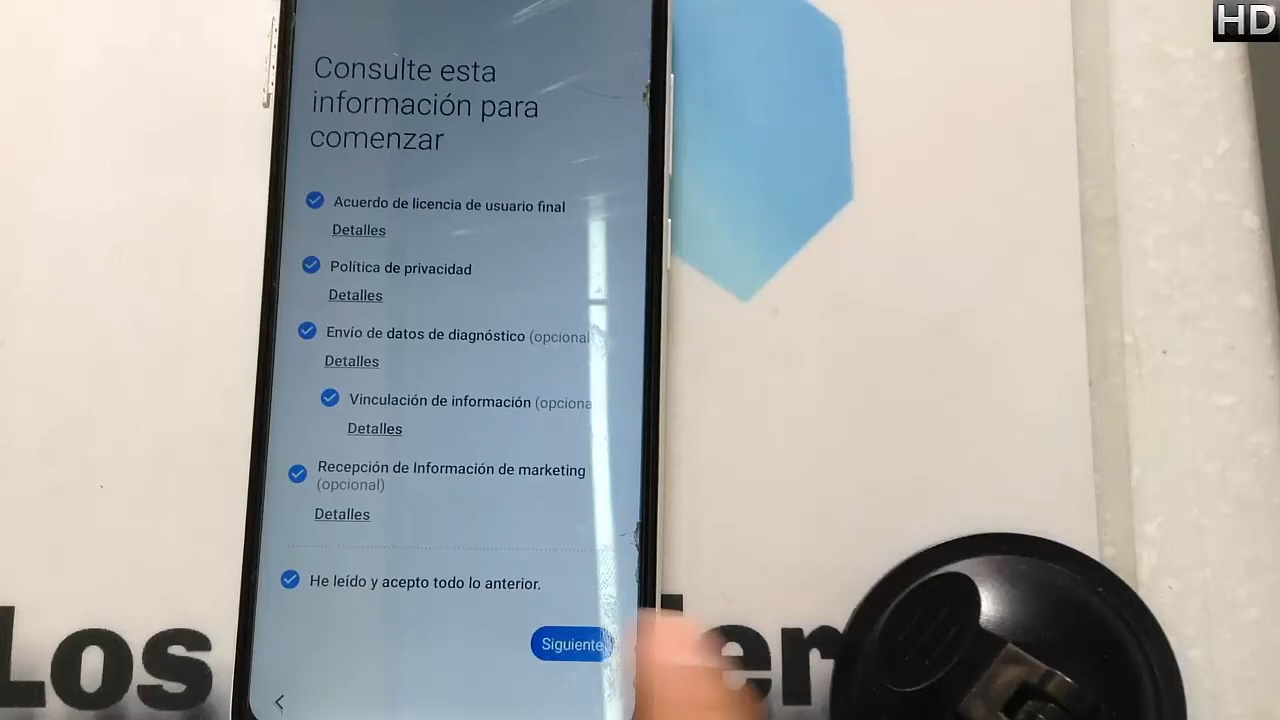 HD
Consulte esta
información para
comenzar
Acuerdo de licencia de usuario final
Detalles
Política de privacidad
Detalles
Envío de datos de diagnóstico (opcional)
Detalles
Vinculación de información (opciona
Detalles
Recepción de Información de marketing
(opcional)
Detalles
He leído y acepto todo lo anterior.
Siguiente
Los